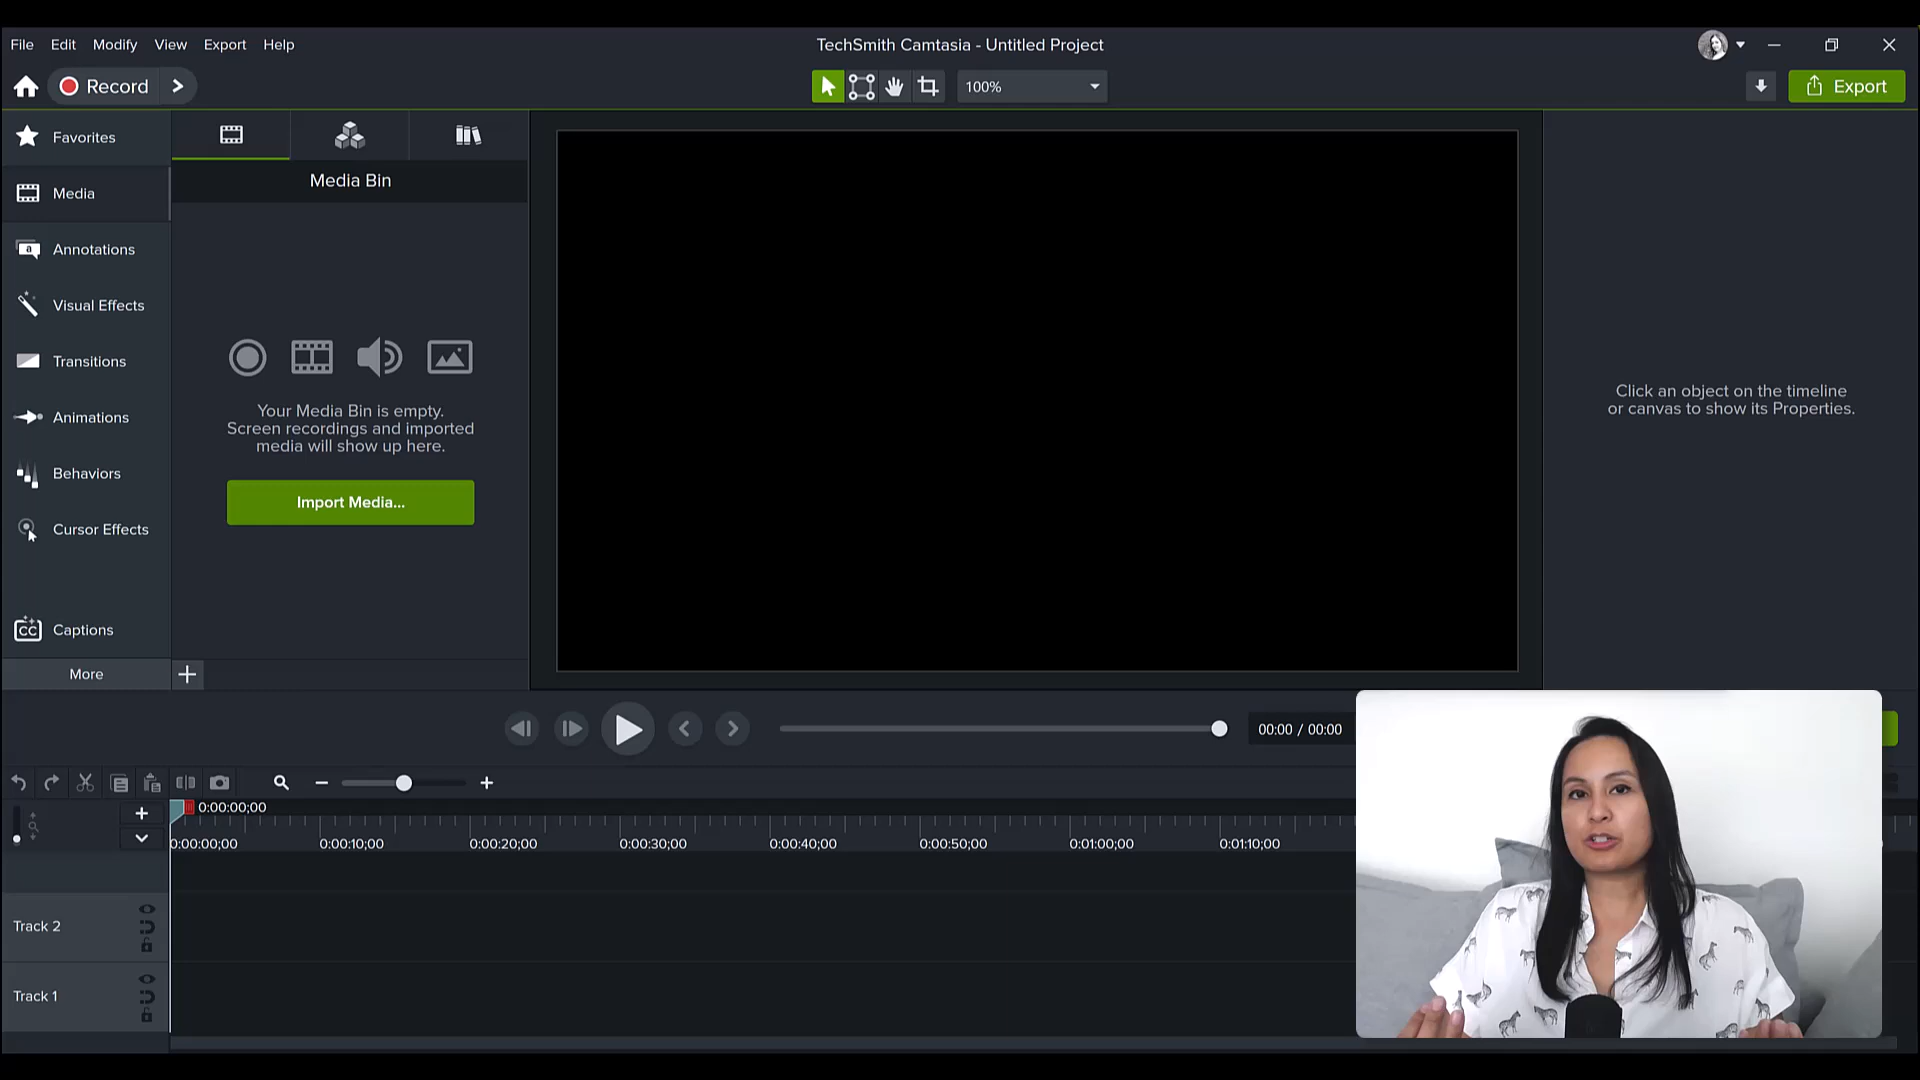 File Edit Modify View Export Help
TechSmith Camtasia - Untitled Project
Record
100%
Export
Favorites
Media
Annotations
Visual Effects
Transitions
Animations
Behaviors
Cursor Effects
Captions
More
Media Bin
Your Media Bin is empty.
Screen recordings and imported
media will show up here.
Import Media...
Click an object on the timeline
or canvas to show its Properties.
00:00 / 00:00
0:00:00;00
0:00:00;00 0:00:10;00 0:00:20;00 0:00:30;00 0:00:40;00 0:00:50;00 0:01:00;00 0:01:10;00
Track 2
Track 1